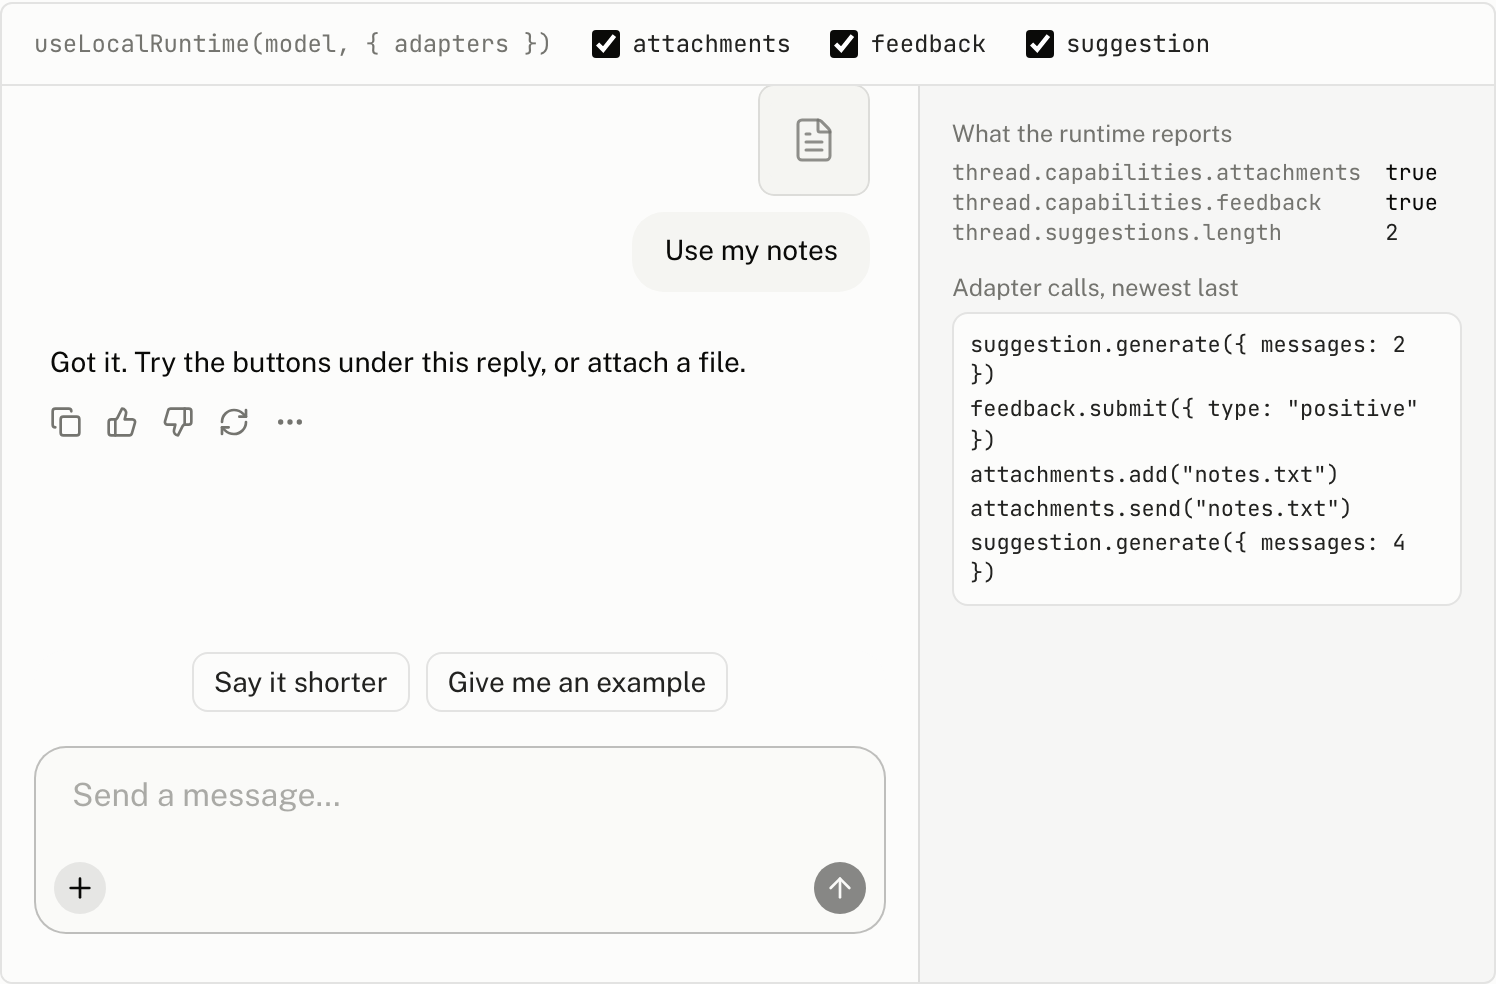 useLocalRuntime(model, { adapters }) attachments feedback suggestion
Use my notes
Got it. Try the buttons under this reply, or attach a file.
Say it shorter Give me an example
Send a message...
What the runtime reports
thread.capabilities.attachments true
thread.capabilities.feedback true
thread.suggestions.length 2
Adapter calls, newest last
suggestion.generate({ messages: 2
})
feedback.submit({ type: "positive"
})
attachments.add("notes.txt")
attachments.send("notes.txt")
suggestion.generate({ messages: 4
})